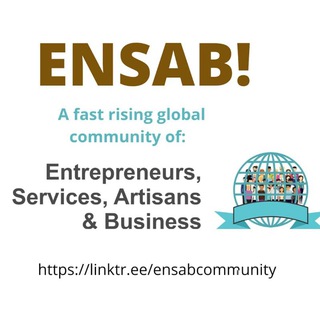 ENSAB!
A fast rising global
community of:
Entrepreneurs,
Services, Artisans
& Business
https://linktr.ee/ensabcommunity